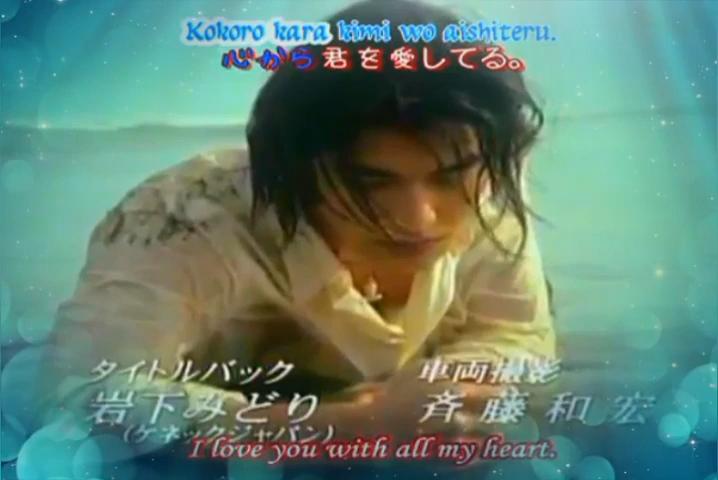 Kokoro kara kimi wo aishiteru.
心から君を愛してる。
タイトルバック
岩下みどり
(ケネックジャパン)
車両撮影
斉藤和宏
I love you with all my heart.